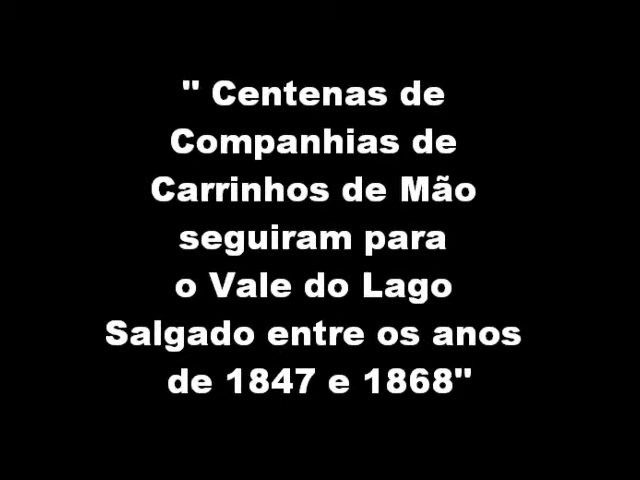 " Centenas de
Companhias de
Carrinhos de Mão
seguiram para
o Vale do Lago
Salgado entre os anos
de 1847 e 1868"